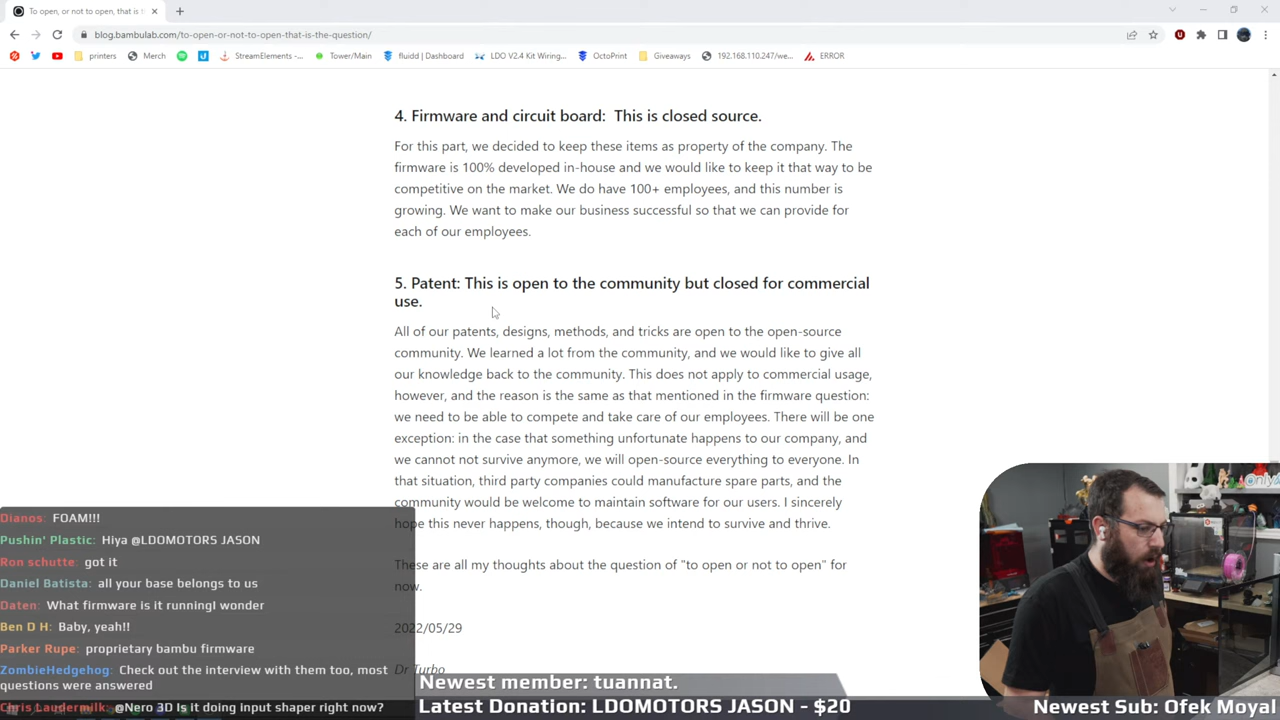 To open, or not to open, that is t
blog.bambulab.com/to-open-or-not-to-open-that-is-the-question/
printers
Merch
StreamElements -...
Tower/Main
fluidd | Dashboard
LDO V2.4 Kit Wiring...
OctoPrint
Giveaways
192.168.110.247/we...
ERROR
4. Firmware and circuit board:  This is closed source.
For this part, we decided to keep these items as property of the company. The
firmware is 100% developed in-house and we would like to keep it that way to be
competitive on the market. We do have 100+ employees, and this number is
growing. We want to make our business successful so that we can provide for
each of our employees.
5. Patent: This is open to the community but closed for commercial
use.
All of our patents, designs, methods, and tricks are open to the open-source
community. We learned a lot from the community, and we would like to give all
our knowledge back to the community. This does not apply to commercial usage,
however, and the reason is the same as that mentioned in the firmware question:
we need to be able to compete and take care of our employees. There will be one
exception: in the case that something unfortunate happens to our company, and
we cannot not survive anymore, we will open-source everything to everyone. In
that situation, third party companies could manufacture spare parts, and the
community would be welcome to maintain software for our users. I sincerely
hope this never happens, though, because we intend to survive and thrive.
These are all my thoughts about the question of "to open or not to open" for
now.
2022/05/29
Dr Turbo
Dianos: FOAM!!!
Pushin' Plastic: Hiya @LDOMOTORS JASON
Ron schutte: got it
Daniel Batista: all your base belongs to us
Daten: What firmware is it runningI wonder
Ben D H: Baby, yeah!!
Parker Rupe: proprietary bambu firmware
ZombieHedgehog: Check out the interview with them too, most
questions were answered
Chris Laudermilk: @Nero 3D Is it doing input shaper right now?
Newest member: tuannat.
Latest Donation: LDOMOTORS JASON - $20
Newest Sub: Ofek Moyal
only